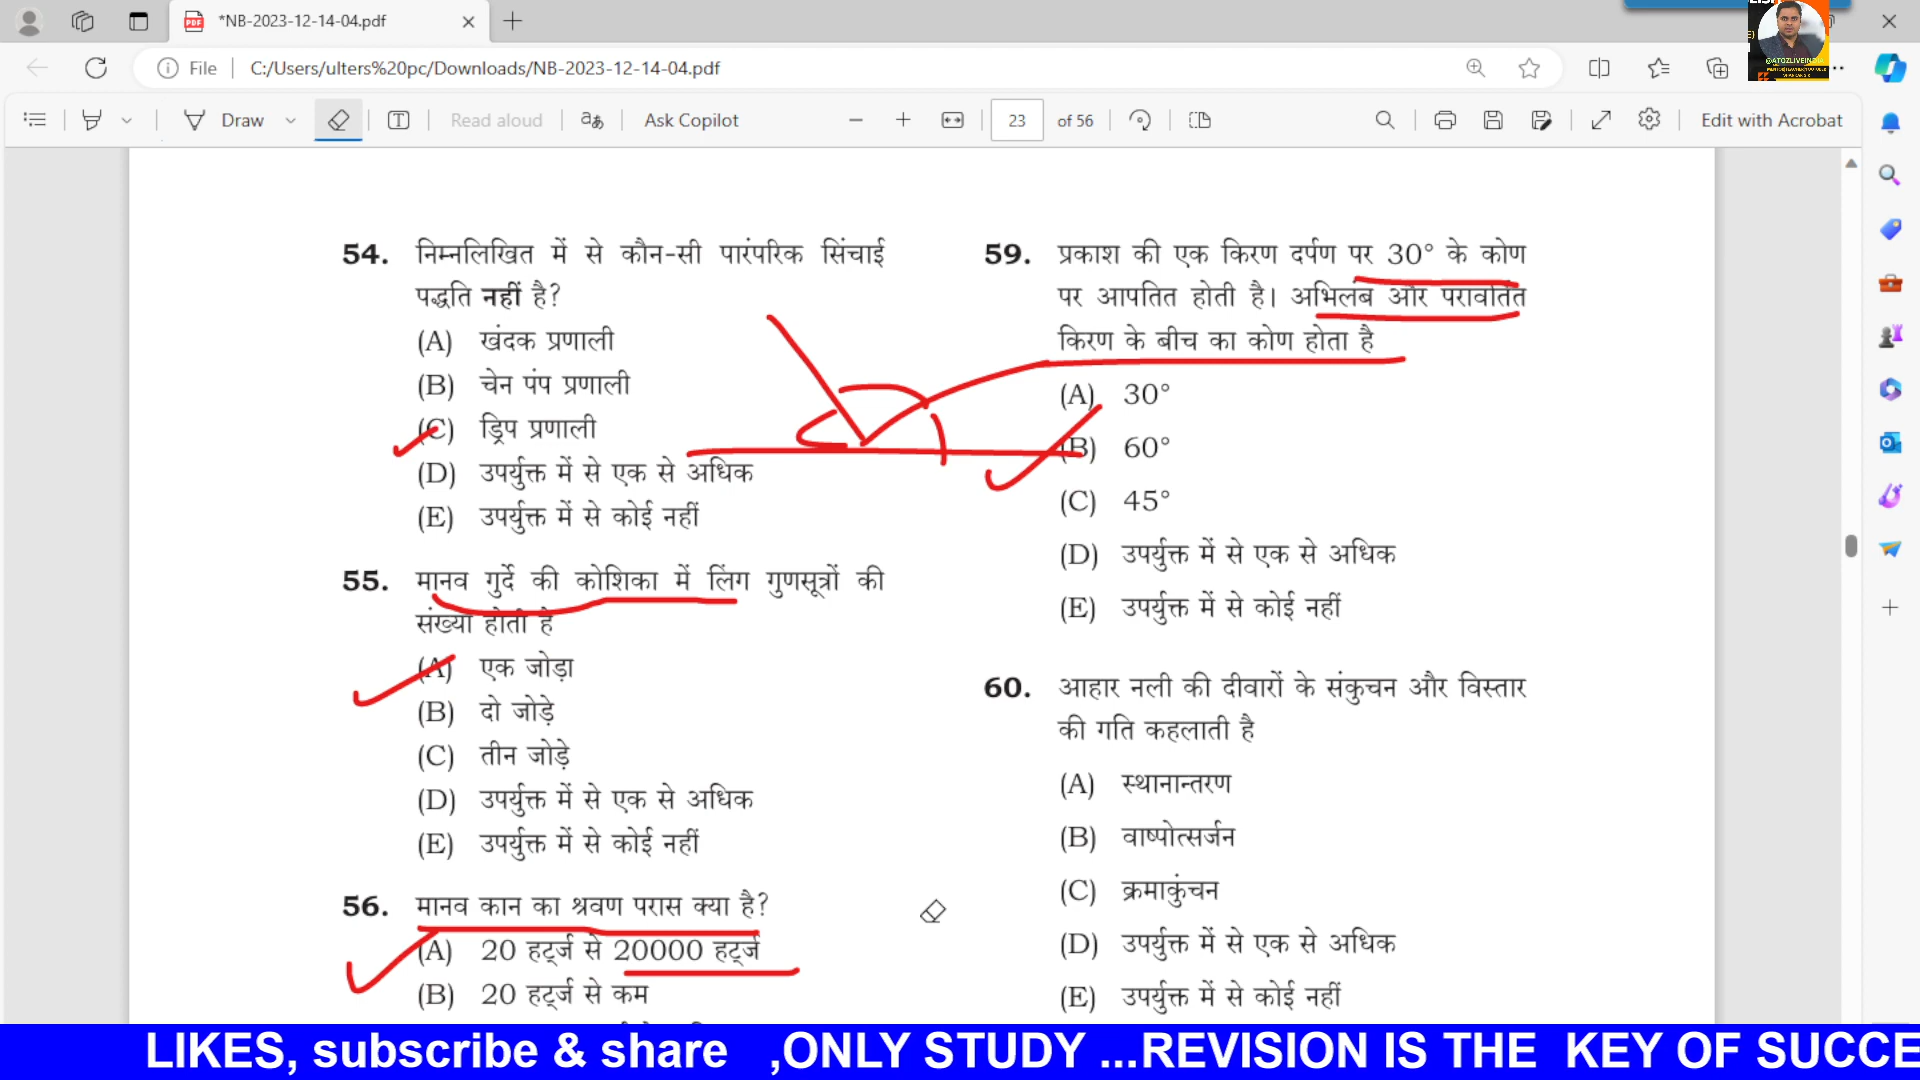 *NB-2023-12-14-04.pdf
File C:/Users/ulters%20pc/Downloads/NB-2023-12-14-04.pdf
Draw Read aloud Ask Copilot 23 of 56 Edit with Acrobat
@ATOZLIVEINDIA
54. निम्नलिखित में से कौन-सी पारंपरिक सिंचाई
पद्धति नहीं है?
(A) खंदक प्रणाली
(B) चेन पंप प्रणाली
(C) ड्रिप प्रणाली
(D) उपर्युक्त में से एक से अधिक
(E) उपर्युक्त में से कोई नहीं
55. मानव गुर्दे की कोशिका में लिंग गुणसूत्रों की
संख्या होती है
(A) एक जोड़ा
(B) दो जोड़े
(C) तीन जोड़े
(D) उपर्युक्त में से एक से अधिक
(E) उपर्युक्त में से कोई नहीं
56. मानव कान का श्रवण परास क्या है?
(A) 20 हर्ट्ज से 20000 हर्ट्ज
(B) 20 हर्ट्ज से कम
59. प्रकाश की एक किरण दर्पण पर 30° के कोण
पर आपतित होती है। अभिलंब और परावर्तित
किरण के बीच का कोण होता है
(A) 30°
(B) 60°
(C) 45°
(D) उपर्युक्त में से एक से अधिक
(E) उपर्युक्त में से कोई नहीं
60. आहार नली की दीवारों के संकुचन और विस्तार
की गति कहलाती है
(A) स्थानान्तरण
(B) वाष्पोत्सर्जन
(C) क्रमाकुंचन
(D) उपर्युक्त में से एक से अधिक
(E) उपर्युक्त में से कोई नहीं
LIKES, subscribe & share ,ONLY STUDY ...REVISION IS THE KEY OF SUCCE